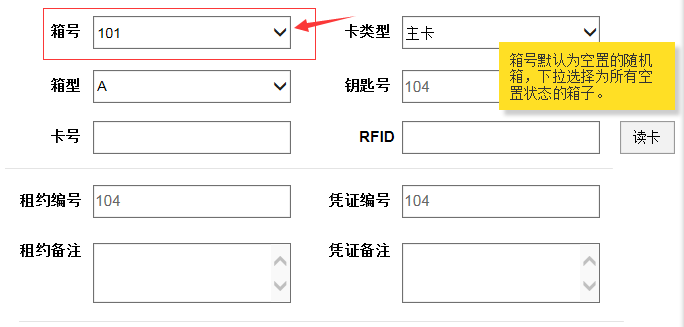 箱号 101 卡类型 主卡
箱号默认为空置的随机
箱，下拉选择为所有空
置状态的箱子。
箱型 A 钥匙号 104
卡号 RFID 读卡
租约编号 104 凭证编号 104
租约备注 凭证备注